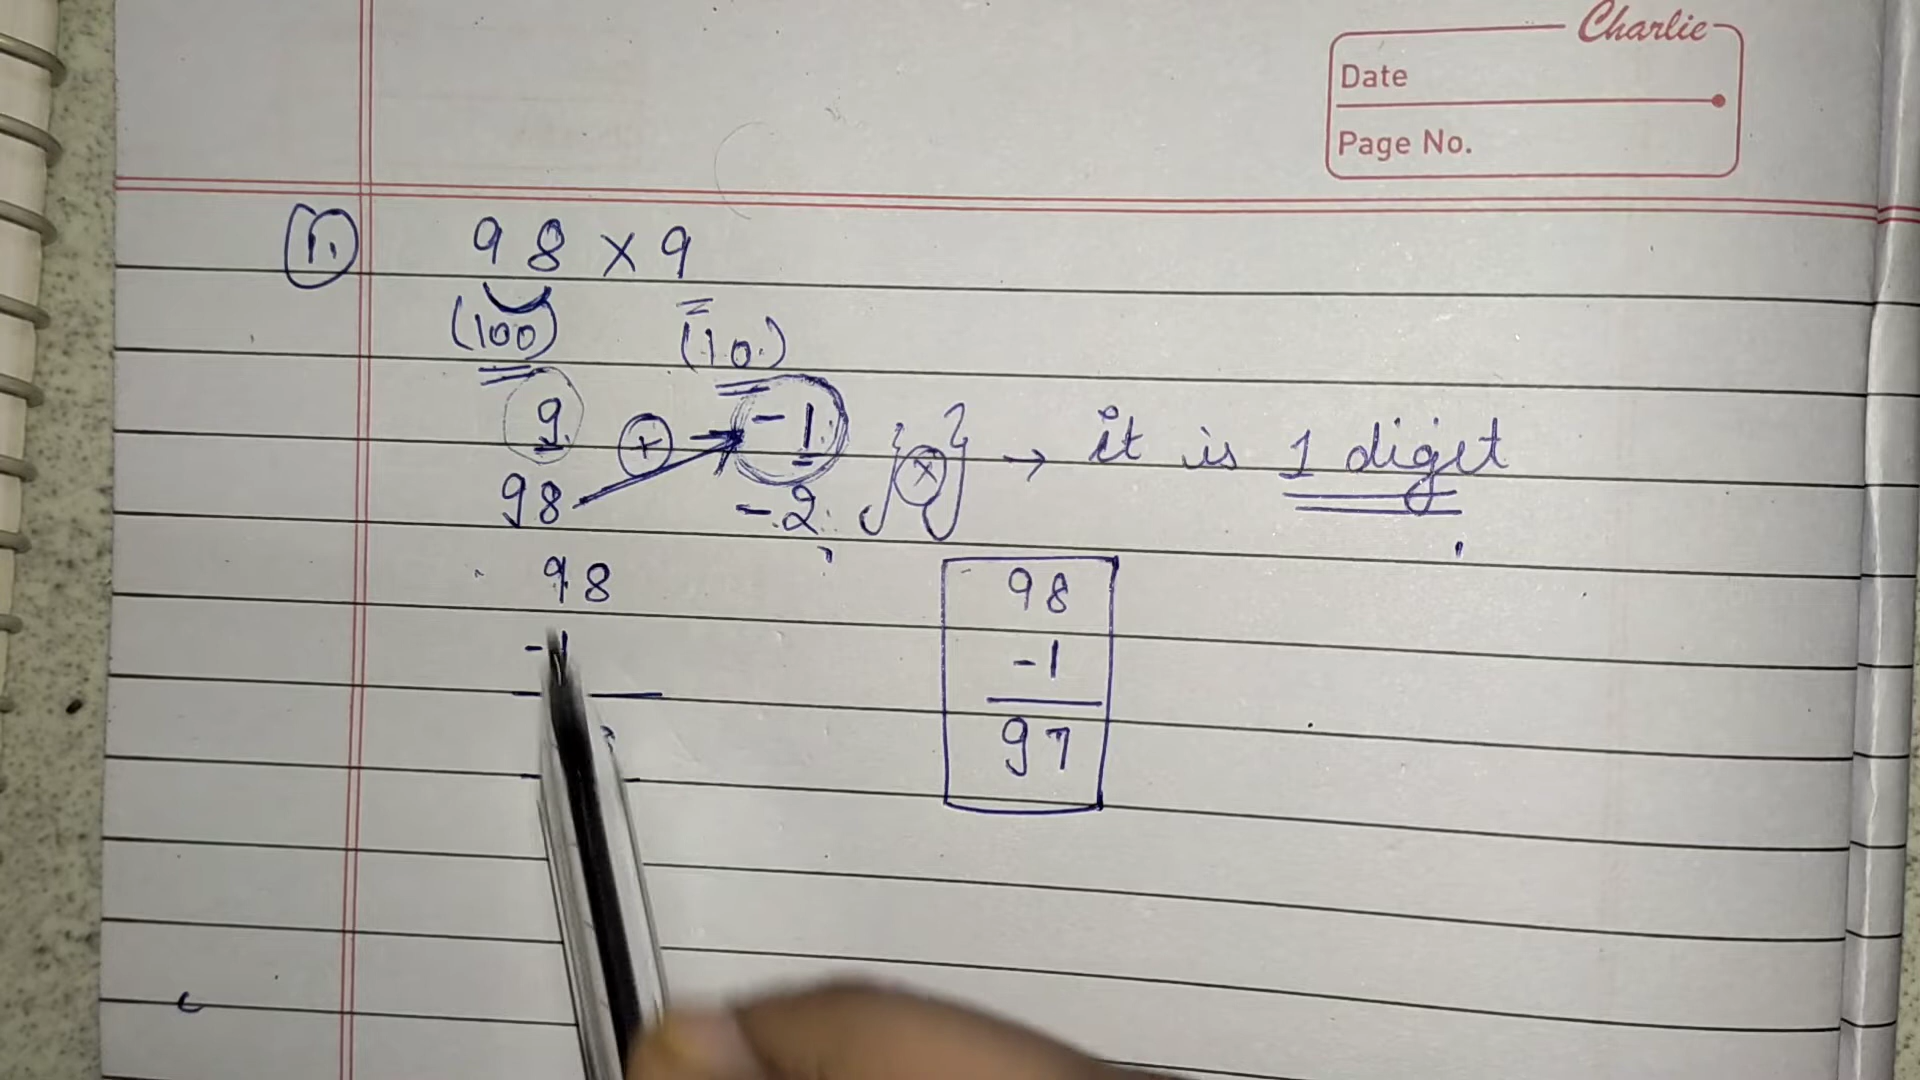 Charlie
Date
Page No.
1. 98 × 9
(100) (10)
9 + -1
98 -2 × → it is 1 diget
98
-1
98
-1
97